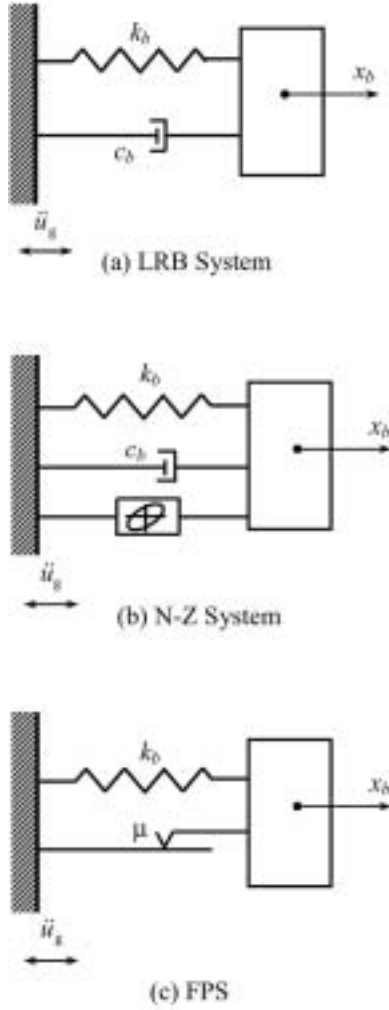 k_b
x_b
c_b
ü_g
(a) LRB System
k_b
c_b
x_b
ü_g
(b) N-Z System
k_b
x_b
μ
ü_g
(c) FPS